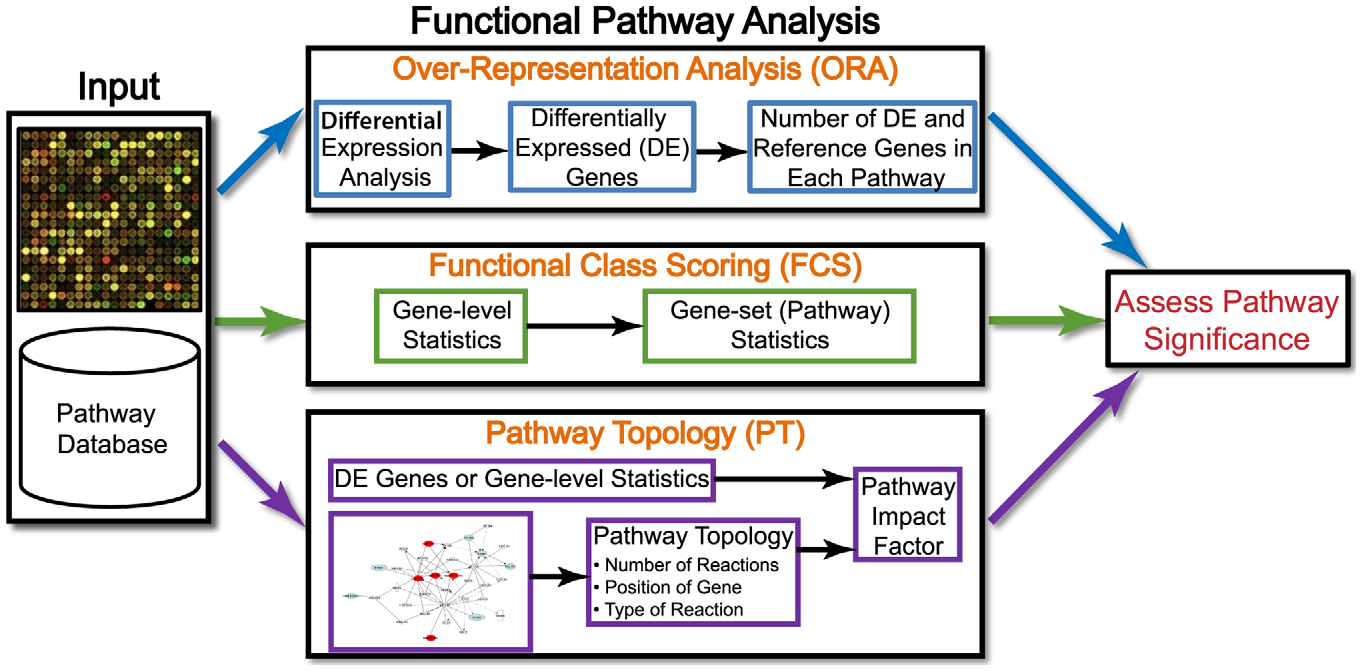 Functional Pathway Analysis
Input
Pathway
Database
Over-Representation Analysis (ORA)
Differential
Expression
Analysis
Differentially
Expressed (DE)
Genes
Number of DE and
Reference Genes in
Each Pathway
Functional Class Scoring (FCS)
Gene-level
Statistics
Gene-set (Pathway)
Statistics
Pathway Topology (PT)
DE Genes or Gene-level Statistics
Pathway Topology
• Number of Reactions
• Position of Gene
• Type of Reaction
Pathway
Impact
Factor
Assess Pathway
Significance